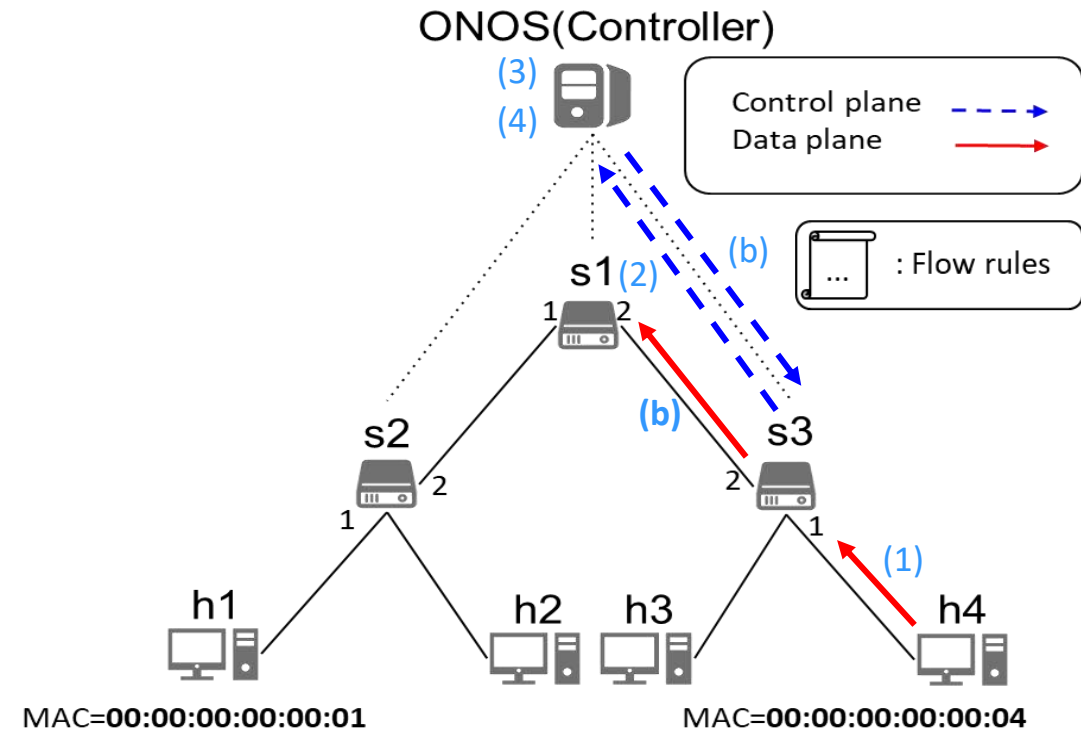 ONOS(Controller)
(3)
(4)
Control plane
Data plane
(b)
... : Flow rules
s1
(2)
1
2
(b)
s2
s3
2
2
1
1
(1)
h1
h2
h3
h4
MAC=00:00:00:00:00:01
MAC=00:00:00:00:00:04